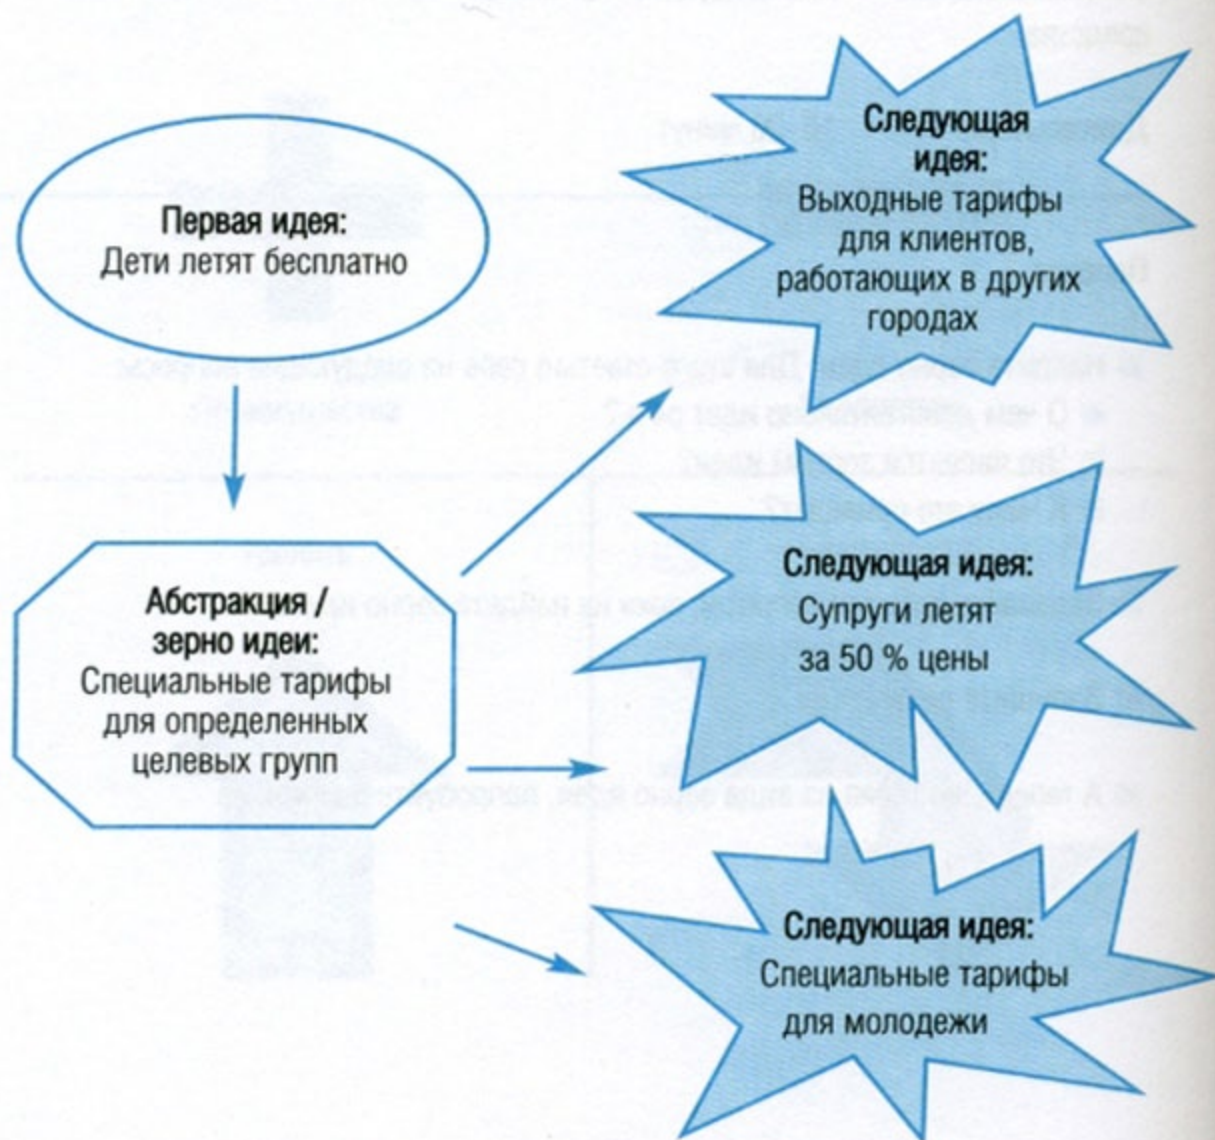 Первая идея:
Дети летят бесплатно
Абстракция /
зерно идеи:
Специальные тарифы
для определенных
целевых групп
Следующая
идея:
Выходные тарифы
для клиентов,
работающих в других
городах
Следующая идея:
Супруги летят
за 50 % цены
Следующая идея:
Специальные тарифы
для молодежи